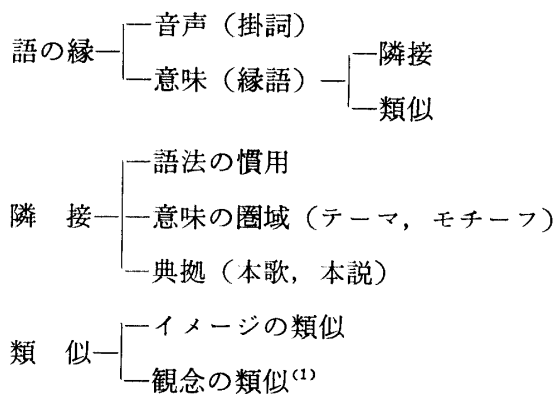 語の縁 音声（掛詞）
意味（縁語） 隣接
類似
隣接 語法の慣用
意味の圏域（テーマ，モチーフ）
典拠（本歌，本説）
類似 イメージの類似
観念の類似(1)